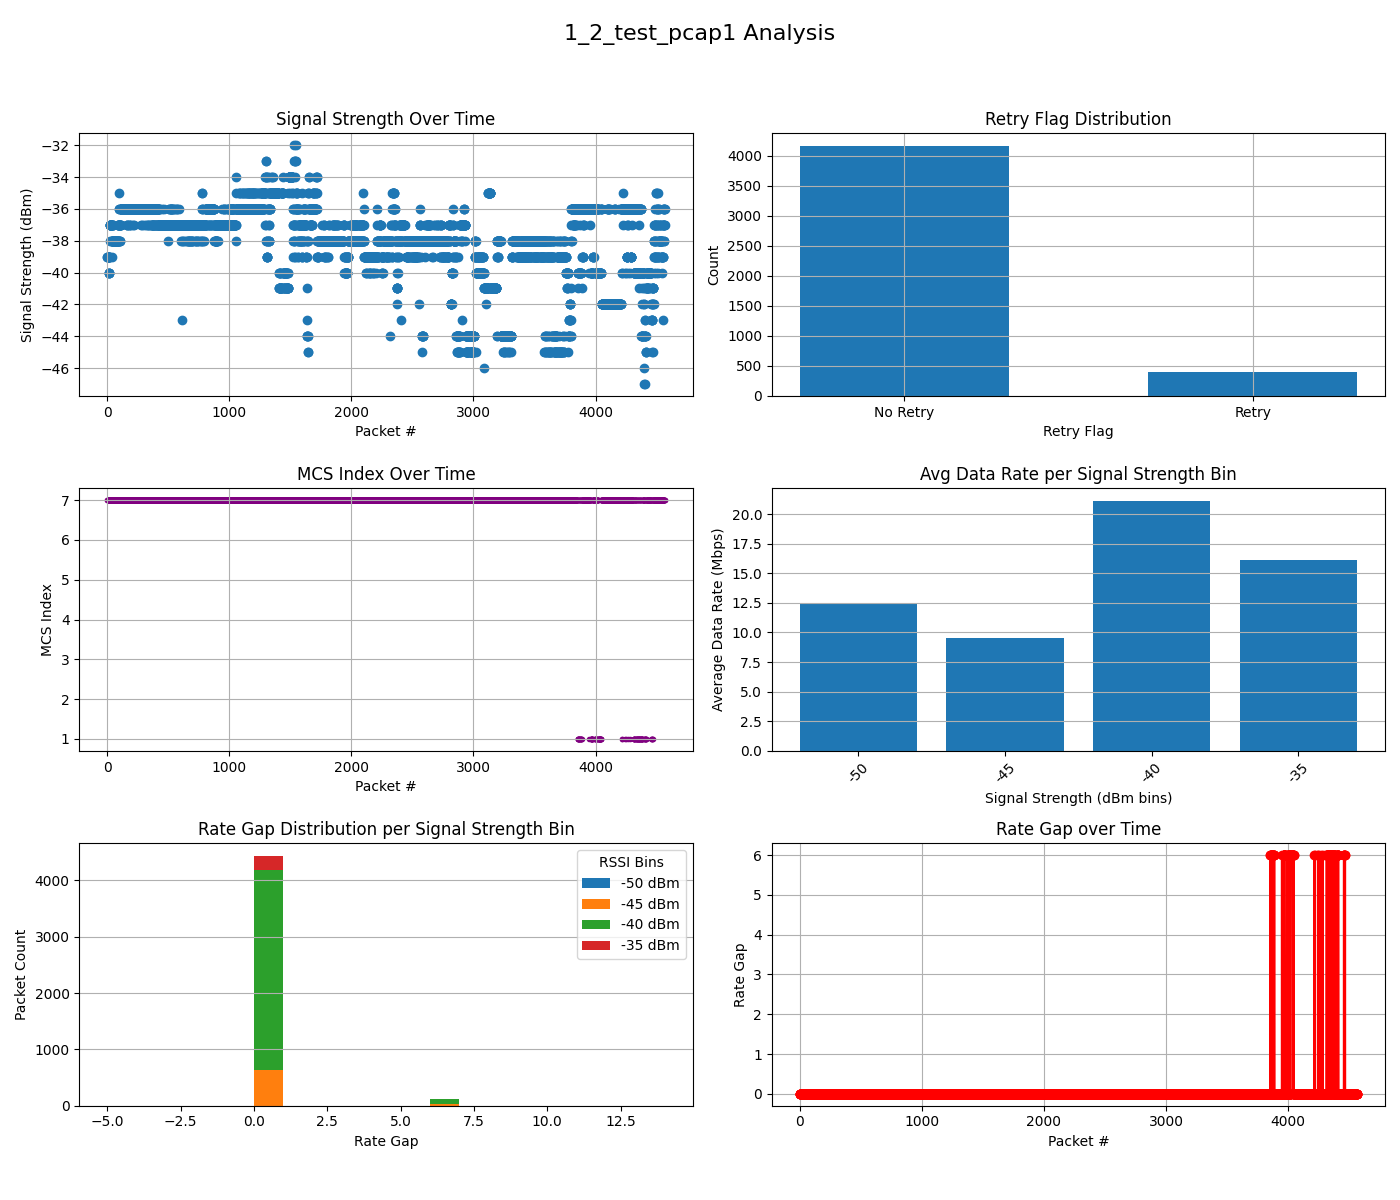 1_2_test_pcap1 Analysis
Signal Strength Over Time
Signal Strength (dBm)
−32
−34
−36
−38
−40
−42
−44
−46
0 1000 2000 3000 4000
Packet #
Retry Flag Distribution
Count
4000
3500
3000
2500
2000
1500
1000
500
0
No Retry Retry
Retry Flag
MCS Index Over Time
MCS Index
7
6
5
4
3
2
1
0 1000 2000 3000 4000
Packet #
Avg Data Rate per Signal Strength Bin
Average Data Rate (Mbps)
20.0
17.5
15.0
12.5
10.0
7.5
5.0
2.5
0.0
-50 -45 -40 -35
Signal Strength (dBm bins)
Rate Gap Distribution per Signal Strength Bin
Packet Count
4000
3000
2000
1000
0
−5.0 −2.5 0.0 2.5 5.0 7.5 10.0 12.5
Rate Gap
RSSI Bins
-50 dBm
-45 dBm
-40 dBm
-35 dBm
Rate Gap over Time
Rate Gap
6
5
4
3
2
1
0
0 1000 2000 3000 4000
Packet #